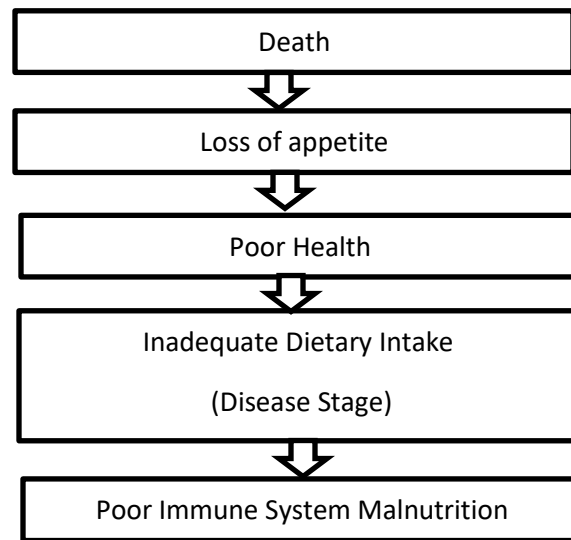 Death
Loss of appetite
Poor Health
Inadequate Dietary Intake
(Disease Stage)
Poor Immune System Malnutrition